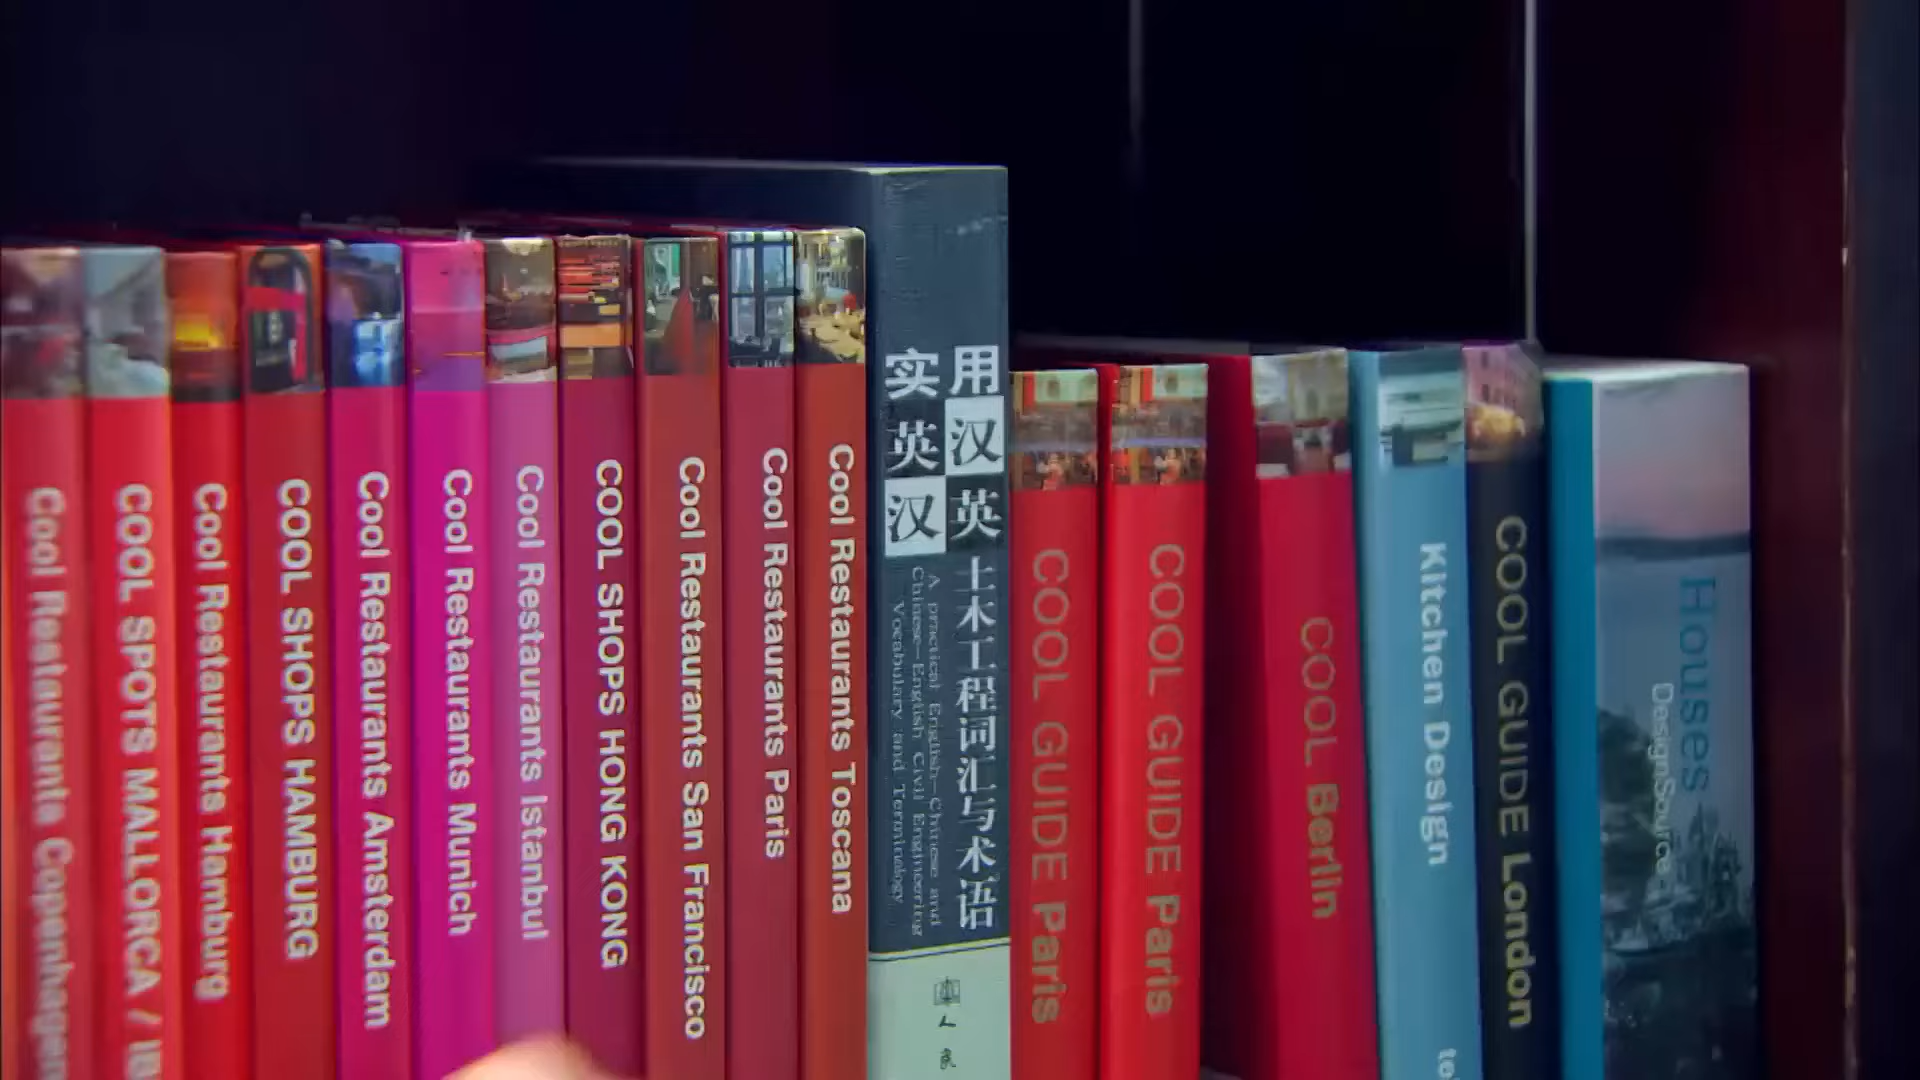 Cool Restaurants Copenhagen
COOL SPOTS MALLORCA / IB
Cool Restaurants Hamburg
COOL SHOPS HAMBURG
Cool Restaurants Amsterdam
Cool Restaurants Munich
Cool Restaurants Istanbul
COOL SHOPS HONG KONG
Cool Restaurants San Francisco
Cool Restaurants Paris
Cool Restaurants Toscana
实用
英汉
汉英
土木工程词汇与术语
A practical English—Chinese and
Chinese—English Civil Engineering
Vocabulary and Terminology
人民
COOL GUIDE Paris
COOL GUIDE Paris
COOL Berlin
Kitchen Design
te
COOL GUIDE London
Houses
DesignSource